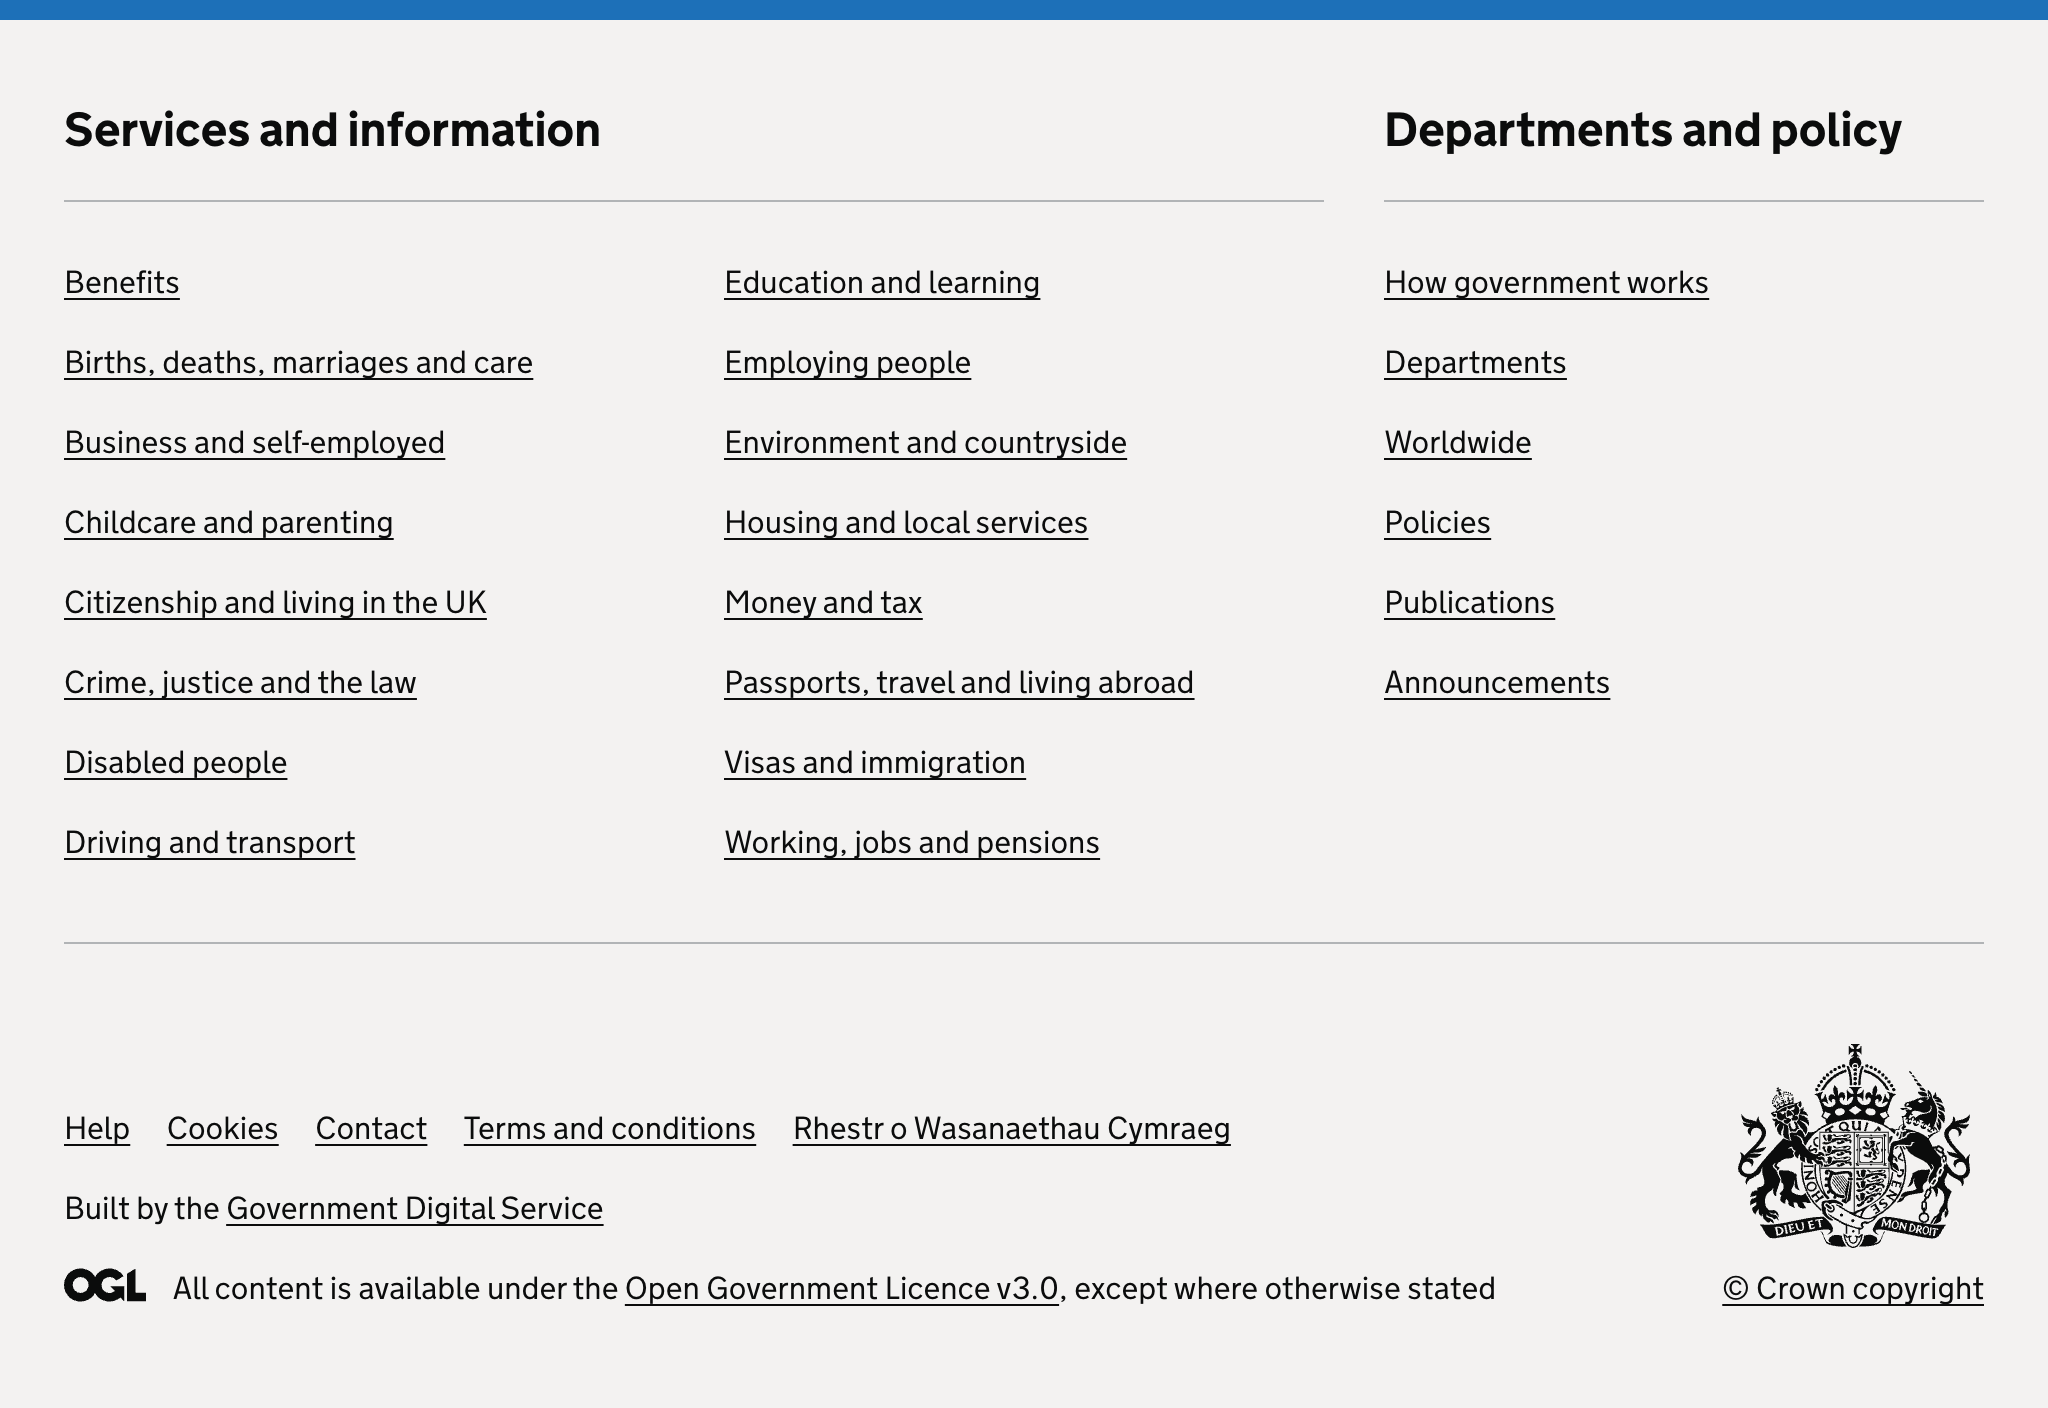 Services and information
Benefits
Births, deaths, marriages and care
Business and self-employed
Childcare and parenting
Citizenship and living in the UK
Crime, justice and the law
Disabled people
Driving and transport
Education and learning
Employing people
Environment and countryside
Housing and local services
Money and tax
Passports, travel and living abroad
Visas and immigration
Working, jobs and pensions
Departments and policy
How government works
Departments
Worldwide
Policies
Publications
Announcements
Help Cookies Contact Terms and conditions Rhestr o Wasanaethau Cymraeg
Built by the Government Digital Service
OGL All content is available under the Open Government Licence v3.0, except where otherwise stated
QUI
PENSE
DIEU ET MON DROIT
© Crown copyright